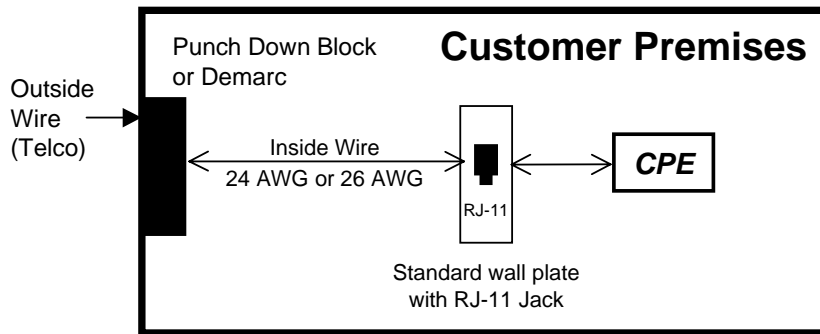 Customer Premises
Punch Down Block
or Demarc
Outside
Wire
(Telco)
Inside Wire
24 AWG or 26 AWG
RJ-11
CPE
Standard wall plate
with RJ-11 Jack